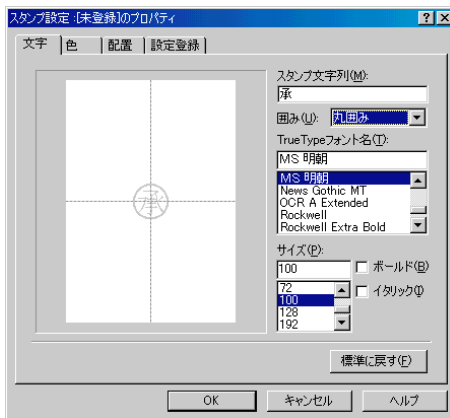 スタンプ設定 :[未登録]のプロパティ
文字 色 配置 設定登録
スタンプ文字列(M):
承
囲み(U): 丸囲み
TrueTypeフォント名(T):
MS 明朝
MS 明朝
News Gothic MT
OCR A Extended
Rockwell
Rockwell Extra Bold
サイズ(P):
100 ボールド(B)
72 イタリック(I)
100
128
192
承
標準に戻す(F)
OK キャンセル ヘルプ